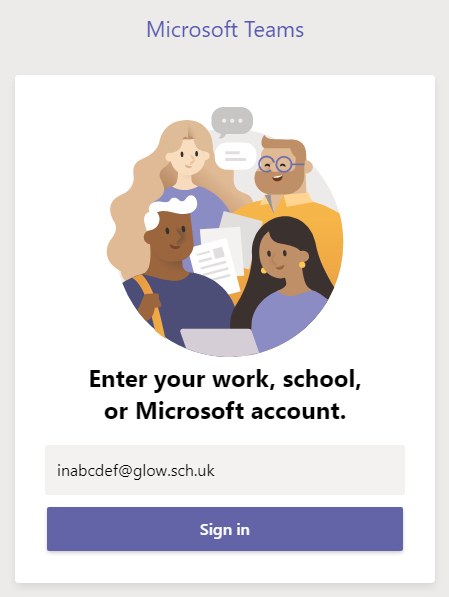 Microsoft Teams
Enter your work, school,
or Microsoft account.
inabcdef@glow.sch.uk
Sign in